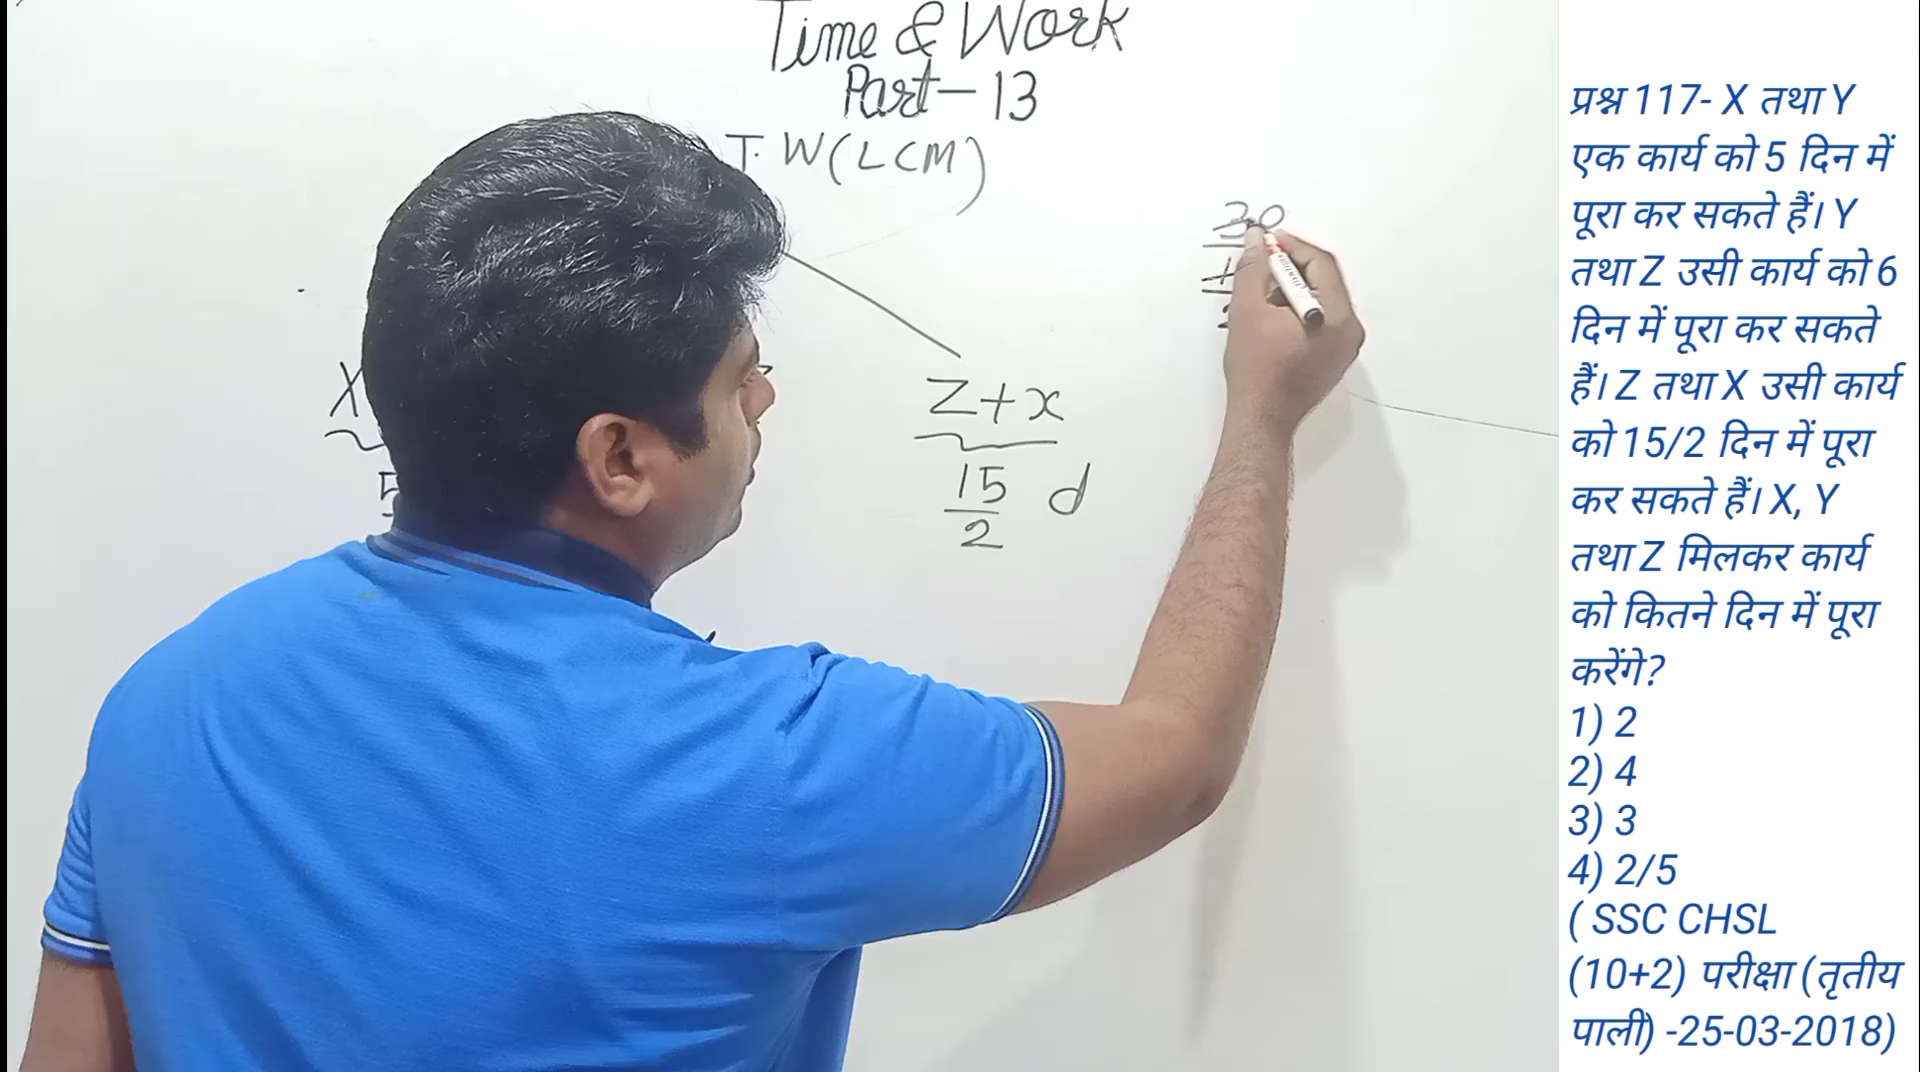 Time & Work
Part-13
T.W(LCM)
30
X
Z+x
5
15
d
2
प्रश्न 117- X तथा Y
एक कार्य को 5 दिन में
पूरा कर सकते हैं। Y
तथा Z उसी कार्य को 6
दिन में पूरा कर सकते
हैं। Z तथा X उसी कार्य
को 15/2 दिन में पूरा
कर सकते हैं। X, Y
तथा Z मिलकर कार्य
को कितने दिन में पूरा
करेंगे?
1) 2
2) 4
3) 3
4) 2/5
( SSC CHSL
(10+2) परीक्षा (तृतीय
पाली) -25-03-2018)